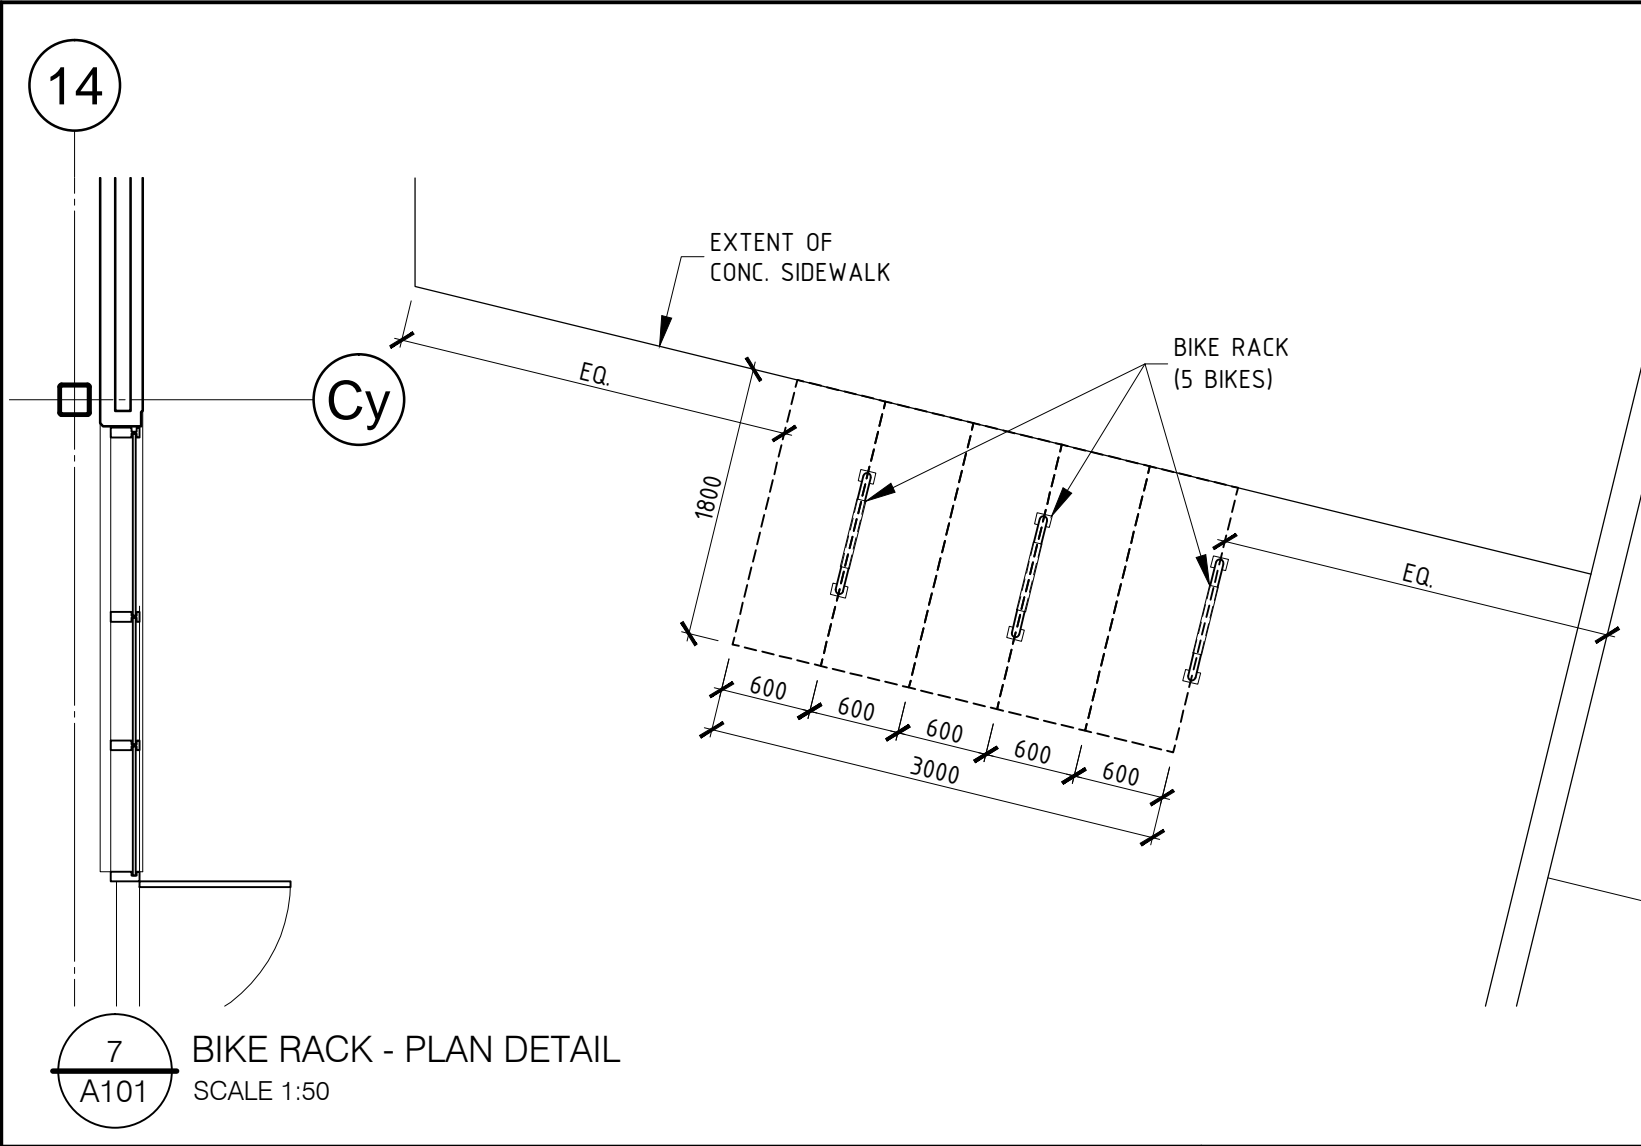 14
EXTENT OF
CONC. SIDEWALK
BIKE RACK
(5 BIKES)
EQ.
Cy
1800
EQ.
600
600
600
600
600
3000
7
A101
BIKE RACK - PLAN DETAIL
SCALE 1:50